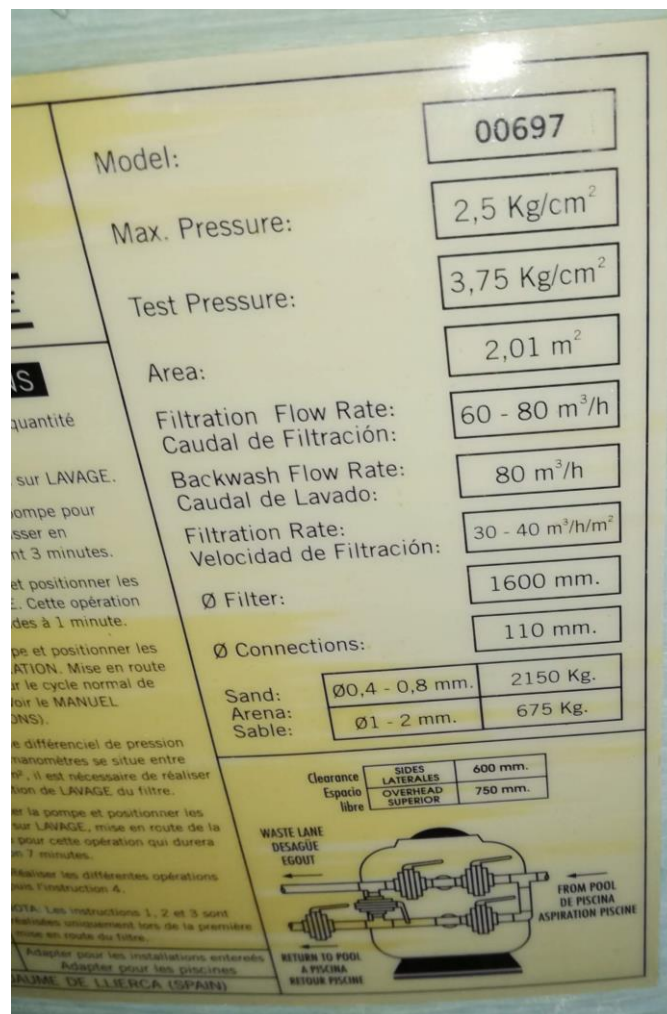 Model: 00697
Max. Pressure: 2,5 Kg/cm²
Test Pressure: 3,75 Kg/cm²
Area: 2,01 m²
Filtration Flow Rate: 60 - 80 m³/h
Caudal de Filtración:
Backwash Flow Rate: 80 m³/h
Caudal de Lavado:
Filtration Rate: 30 - 40 m³/h/m²
Velocidad de Filtración:
Ø Filter: 1600 mm.
Ø Connections: 110 mm.
Sand: Ø0,4 - 0,8 mm. 2150 Kg.
Arena:
Sable: Ø1 - 2 mm. 675 Kg.
Clearance SIDES LATERALES 600 mm.
Espacio libre OVERHEAD SUPERIOR 750 mm.
WASTE LANE
DESAGÜE
EGOUT
FROM POOL
DE PISCINA
ASPIRATION PISCINE
RETURN TO POOL
A PISCINA
RETOUR PISCINE
E
NS
quantité
sur LAVAGE.
ompe pour
sser en
nt 3 minutes.
et positionner les
E. Cette opération
des à 1 minute.
pe et positionner les
ATION. Mise en route
ur le cycle normal de
oir le MANUEL
ONS).
e différenciel de pression
manomètres se situe entre
m², il est nécessaire de réaliser
tion de LAVAGE du filtre.
er la pompe et positionner les
sur LAVAGE, mise en route de la
pour cette opération qui durera
n 7 minutes.
Réaliser les différentes opérations
uis l'instruction 4.
NOTA: Les instructions 1, 2 et 3 sont
réalisées uniquement lors de la première
mise en route du filtre.
Adapter pour les installations enterreés
Adapter pour les piscines
JAUME DE LLIERCA (SPAIN)